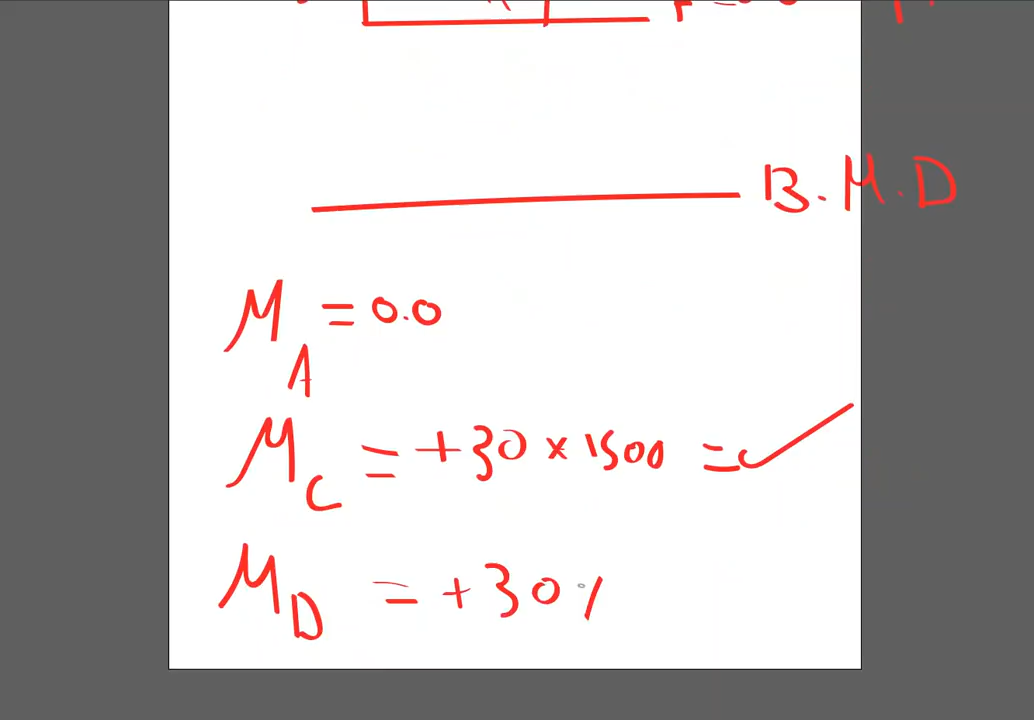 B.M.D
M_A = 0.0
M_C = +30 × 1500 = ✓
M_D = +30